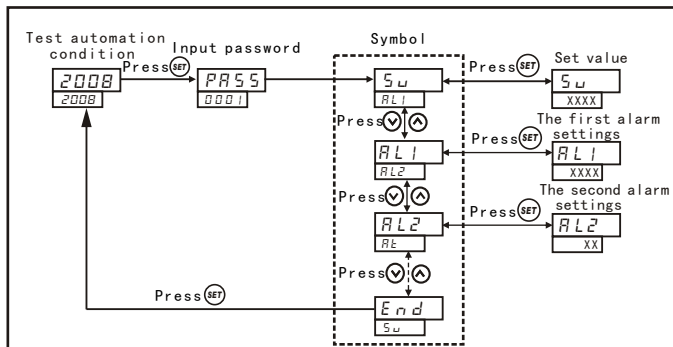 Test automation
condition
2008
2008
Press SET
Input password
PASS
0001
Symbol
Su
AL1
Press
AL1
AL2
Press
AL2
At
Press
End
Su
Press SET
Set value
Su
XXXX
Press SET
The first alarm
settings
AL1
XXXX
Press SET
The second alarm
settings
AL2
XX
Press SET